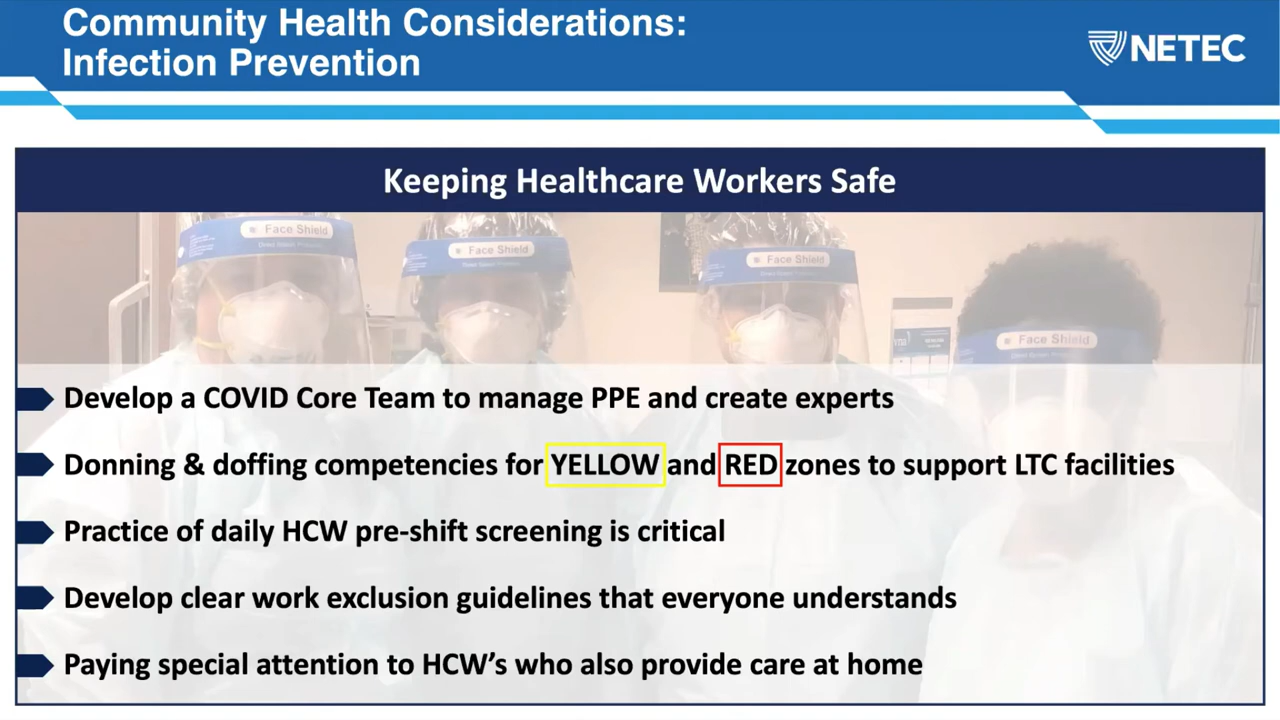 Community Health Considerations:
Infection Prevention
NETEC
Keeping Healthcare Workers Safe
Face Shield
Face Shield
Face Shield
Face Shield
Develop a COVID Core Team to manage PPE and create experts
Donning & doffing competencies for YELLOW and RED zones to support LTC facilities
Practice of daily HCW pre-shift screening is critical
Develop clear work exclusion guidelines that everyone understands
Paying special attention to HCW’s who also provide care at home